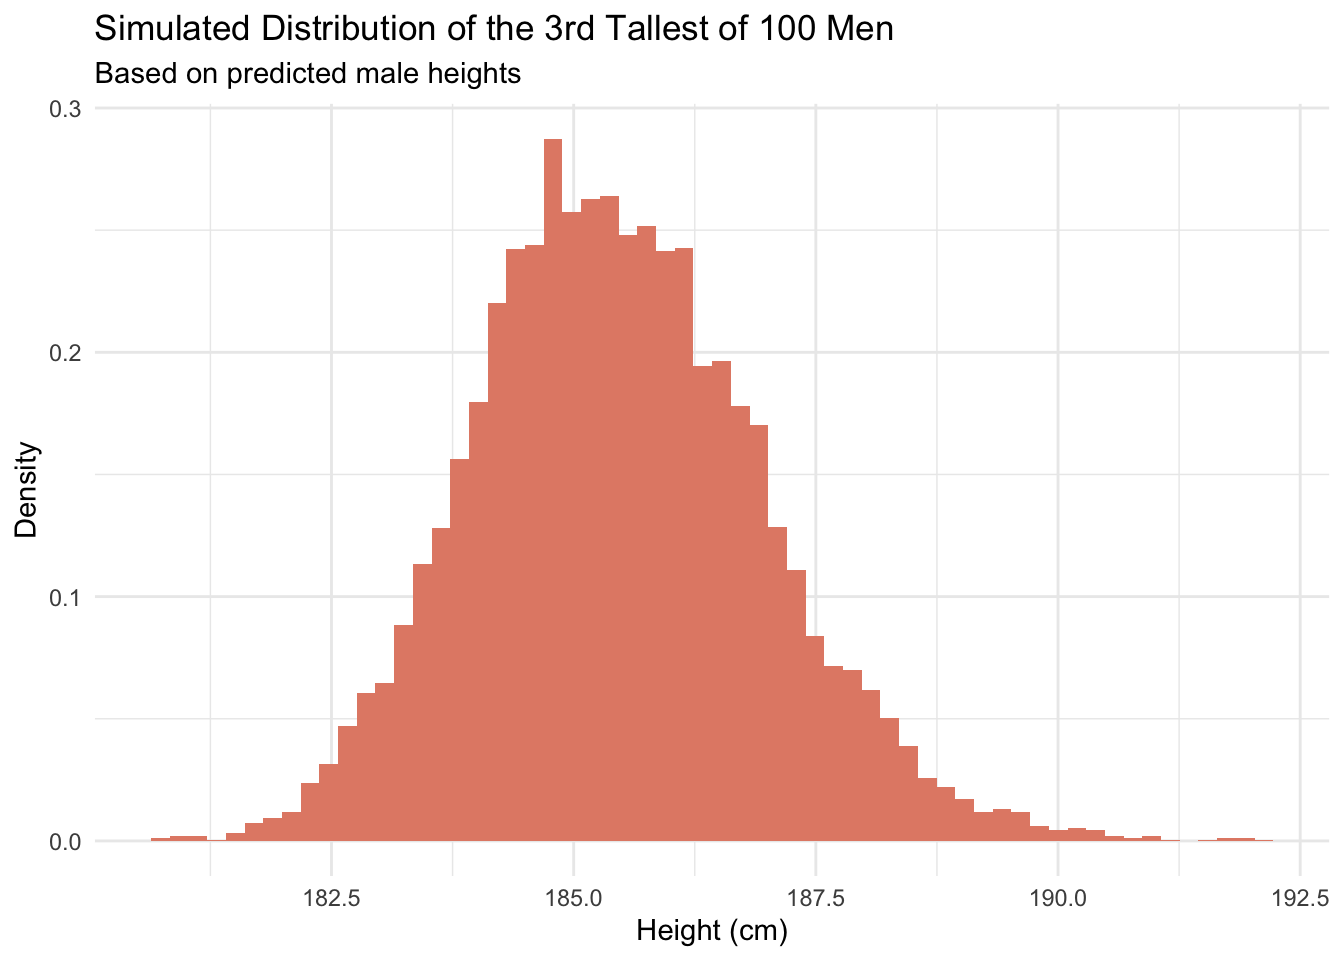 Simulated Distribution of the 3rd Tallest of 100 Men
Based on predicted male heights
0.3
0.2
0.1
0.0
Density
182.5 185.0 187.5 190.0 192.5
Height (cm)